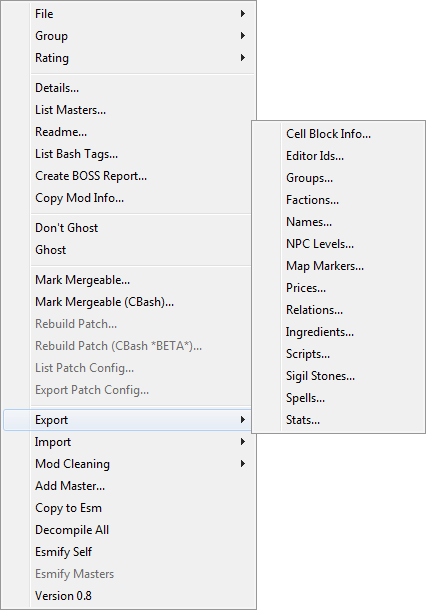 File
Group
Rating
Details...
List Masters...
Readme...
List Bash Tags...
Create BOSS Report...
Copy Mod Info...
Don't Ghost
Ghost
Mark Mergeable...
Mark Mergeable (CBash)...
Rebuild Patch...
Rebuild Patch (CBash *BETA*)...
List Patch Config...
Export Patch Config...
Export
Import
Mod Cleaning
Add Master...
Copy to Esm
Decompile All
Esmify Self
Esmify Masters
Version 0.8
Cell Block Info...
Editor Ids...
Groups...
Factions...
Names...
NPC Levels...
Map Markers...
Prices...
Relations...
Ingredients...
Scripts...
Sigil Stones...
Spells...
Stats...